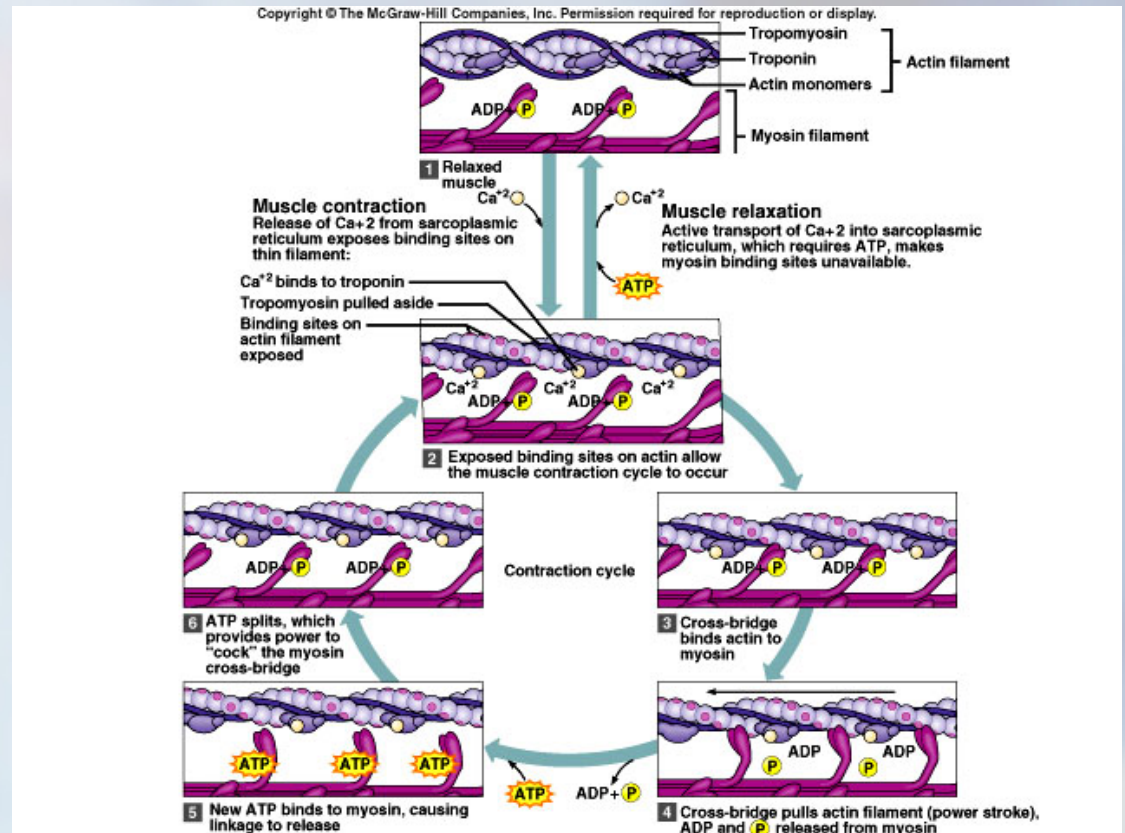 Copyright © The McGraw-Hill Companies, Inc. Permission required for reproduction or display.
Tropomyosin
Troponin
Actin monomers
Actin filament
Myosin filament
ADP+ P
ADP+ P
1 Relaxed
muscle
Ca+2
Ca+2
Muscle contraction
Release of Ca+2 from sarcoplasmic
reticulum exposes binding sites on
thin filament:
Muscle relaxation
Active transport of Ca+2 into sarcoplasmic
reticulum, which requires ATP, makes
myosin binding sites unavailable.
ATP
Ca+2 binds to troponin
Tropomyosin pulled aside
Binding sites on
actin filament
exposed
Ca+2 Ca+2 Ca+2
ADP+ P ADP+ P
2 Exposed binding sites on actin allow
the muscle contraction cycle to occur
ADP+ P ADP+ P
Contraction cycle
ADP+ P ADP+ P
6 ATP splits, which
provides power to
"cock" the myosin
cross-bridge
3 Cross-bridge
binds actin to
myosin
ATP ATP ATP
ATP
ADP+ P
ADP ADP
P P
5 New ATP binds to myosin, causing
linkage to release
4 Cross-bridge pulls actin filament (power stroke),
ADP and P released from myosin